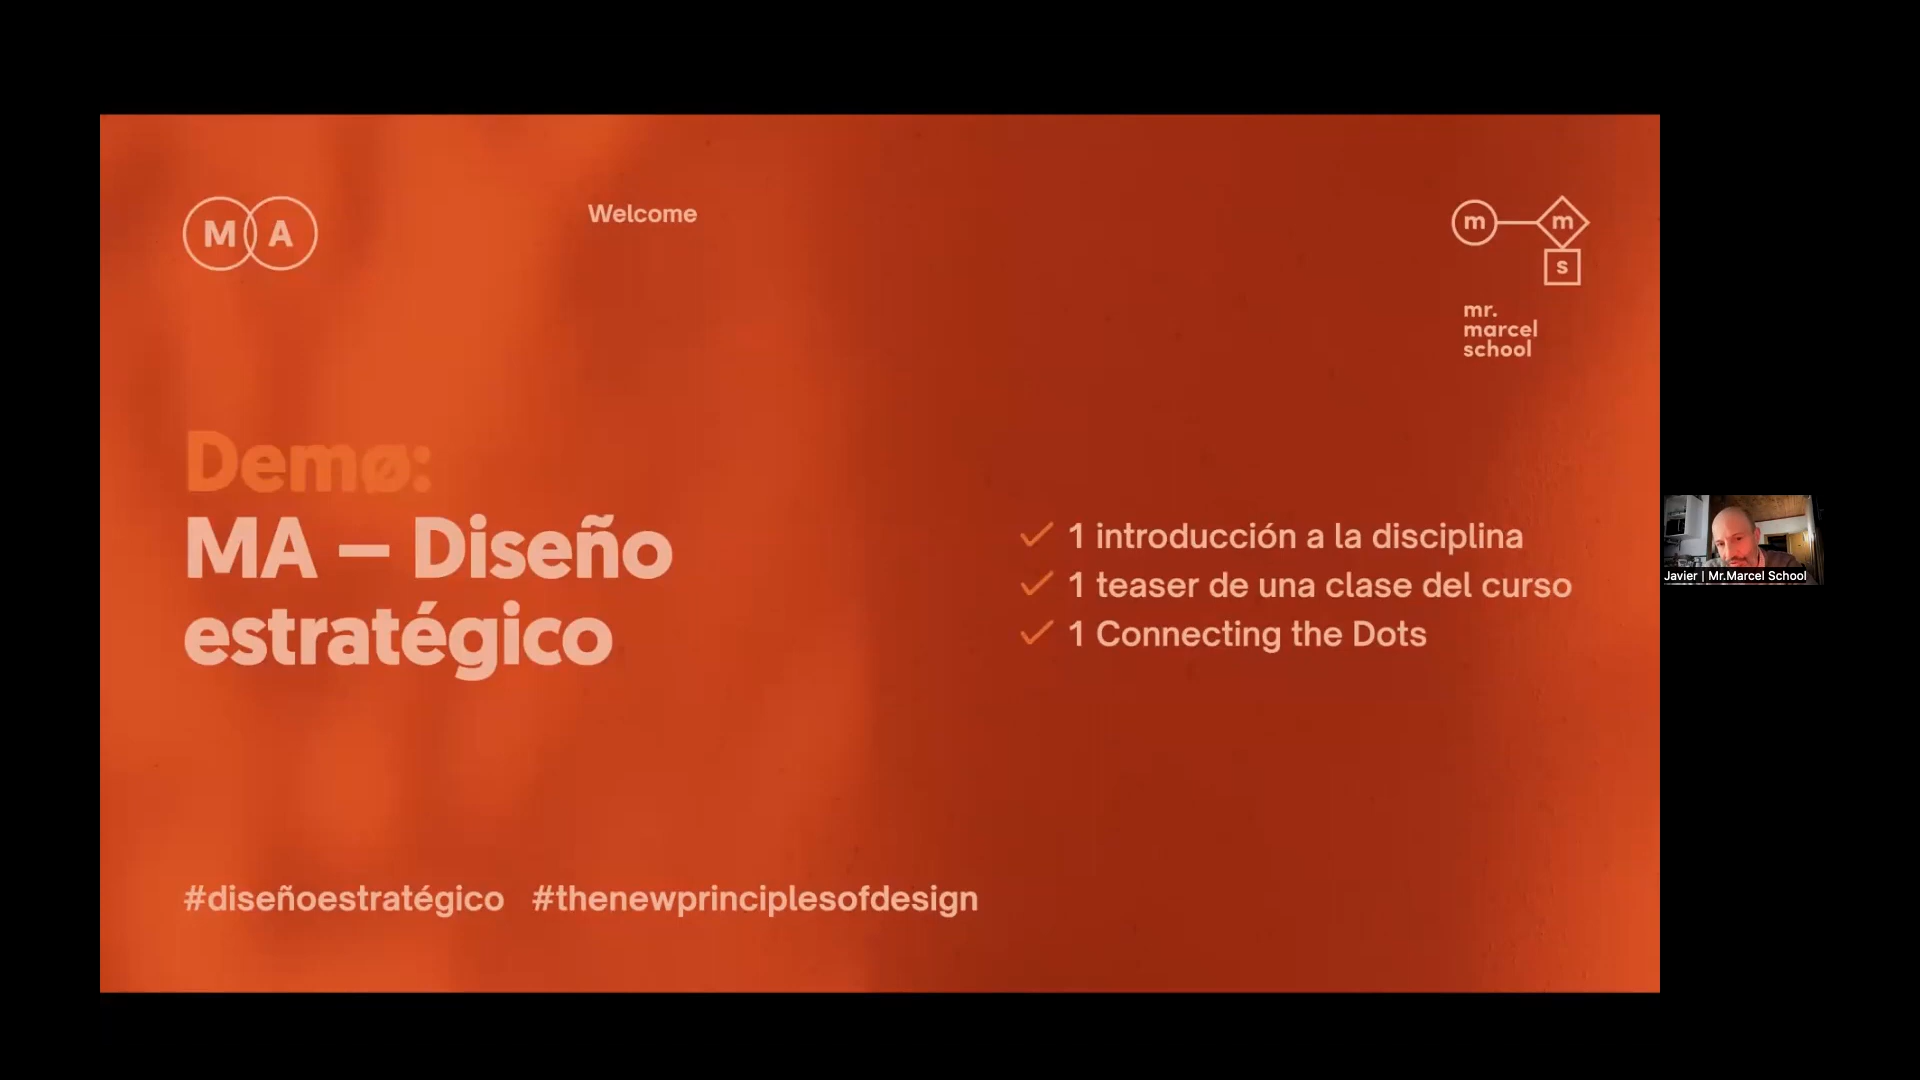 M A
Welcome
m m
s
mr.
marcel
school
Demø:
MA – Diseño
estratégico
1 introducción a la disciplina
1 teaser de una clase del curso
1 Connecting the Dots
Javier | Mr.Marcel School
#diseñoestratégico #thenewprinciplesofdesign